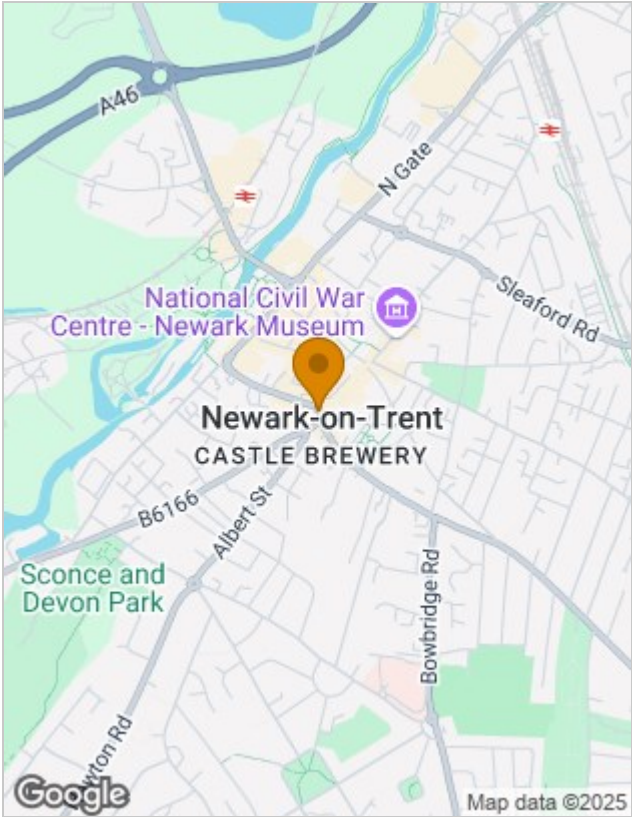 A46
N Gate
Sleaford Rd
National Civil War
Centre - Newark Museum
Newark-on-Trent
CASTLE BREWERY
B6166
Albert St
Sconce and
Devon Park
Bowbridge Rd
Google
Map data ©2025